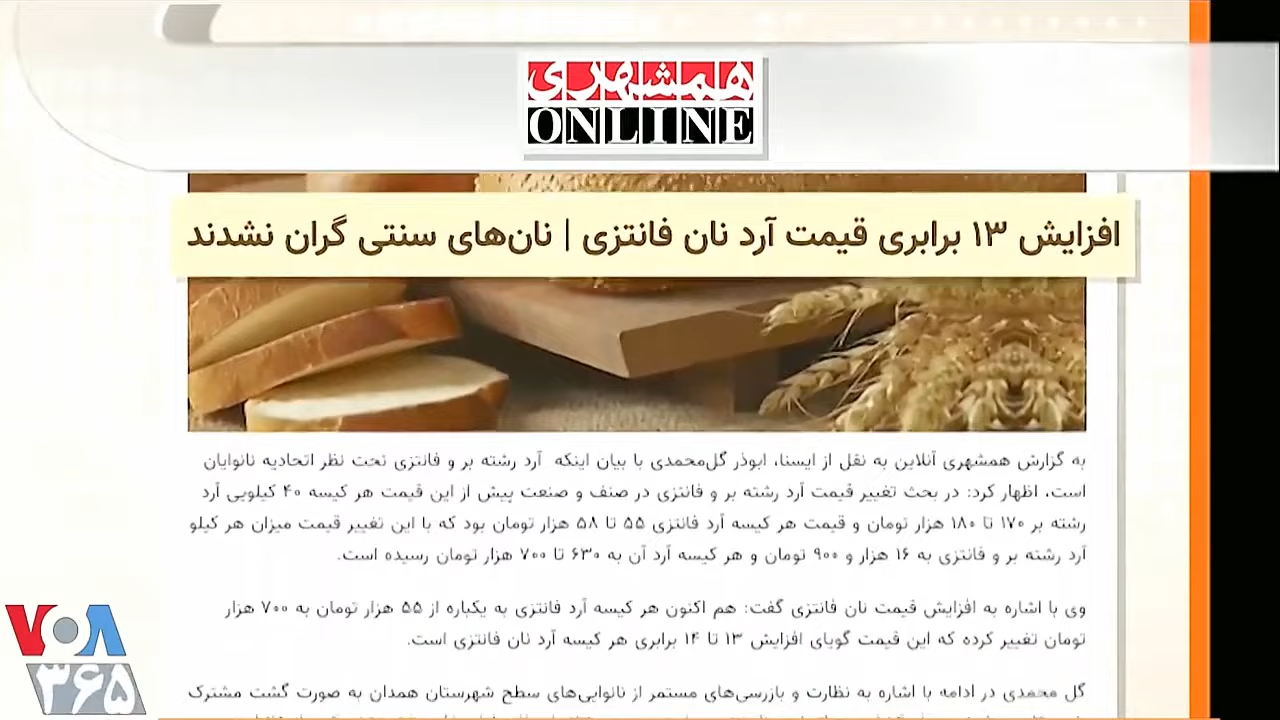 همشهری
ONLINE
افزایش ۱۳ برابری قیمت آرد نان فانتزی | نان‌های سنتی گران نشدند
به گزارش همشهری آنلاین به نقل از ایسنا، ابوذر گل‌محمدی با بیان اینکه آرد رشته بر و فانتزی تحت نظر اتحادیه نانوایان
است، اظهار کرد: در بحث تغییر قیمت آرد رشته بر و فانتزی در صنف و صنعت پیش از این قیمت هر کیسه ۴۰ کیلویی آرد
رشته بر ۱۷۰ تا ۱۸۰ هزار تومان و قیمت هر کیسه آرد فانتزی ۵۵ تا ۵۸ هزار تومان بود که با این تغییر قیمت میزان هر کیلو
آرد رشته بر و فانتزی به ۱۶ هزار و ۹۰۰ تومان و هر کیسه آرد آن به ۶۳۰ تا ۷۰۰ هزار تومان رسیده است.
وی با اشاره به افزایش قیمت نان فانتزی گفت: هم اکنون هر کیسه آرد فانتزی به یکباره از ۵۵ هزار تومان به ۷۰۰ هزار
تومان تغییر کرده که این قیمت گویای افزایش ۱۳ تا ۱۴ برابری هر کیسه آرد نان فانتزی است.
گل محمدی در ادامه با اشاره به نظارت و بازرسی‌های مستمر از نانوایی‌های سطح شهرستان همدان به صورت گشت مشترک
VOA
۳۶۵